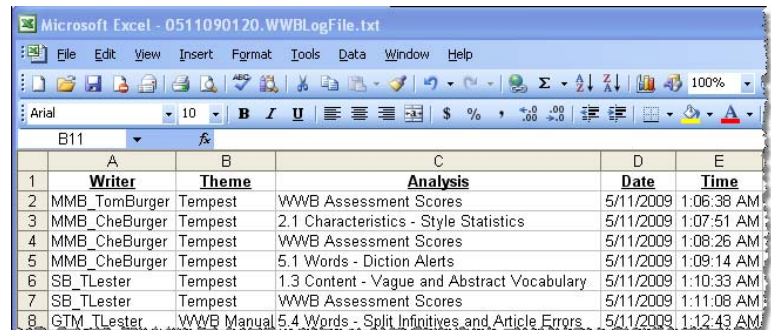 Microsoft Excel - 0511090120.WWBLogFile.txt
File Edit View Insert Format Tools Data Window Help
100%
Arial 10 B I U $ % ,
B11 fx
A B C D E
1 Writer Theme Analysis Date Time
2 MMB_TomBurger Tempest WWB Assessment Scores 5/11/2009 1:06:38 AM
3 MMB_CheBurger Tempest 2.1 Characteristics - Style Statistics 5/11/2009 1:07:51 AM
4 MMB_CheBurger Tempest WWB Assessment Scores 5/11/2009 1:08:26 AM
5 MMB_CheBurger Tempest 5.1 Words - Diction Alerts 5/11/2009 1:09:14 AM
6 SB_TLester Tempest 1.3 Content - Vague and Abstract Vocabulary 5/11/2009 1:10:33 AM
7 SB_TLester Tempest WWB Assessment Scores 5/11/2009 1:11:08 AM
8 GTM_TLester WWB Manual 5.4 Words - Split Infinitives and Article Errors 5/11/2009 1:12:43 AM